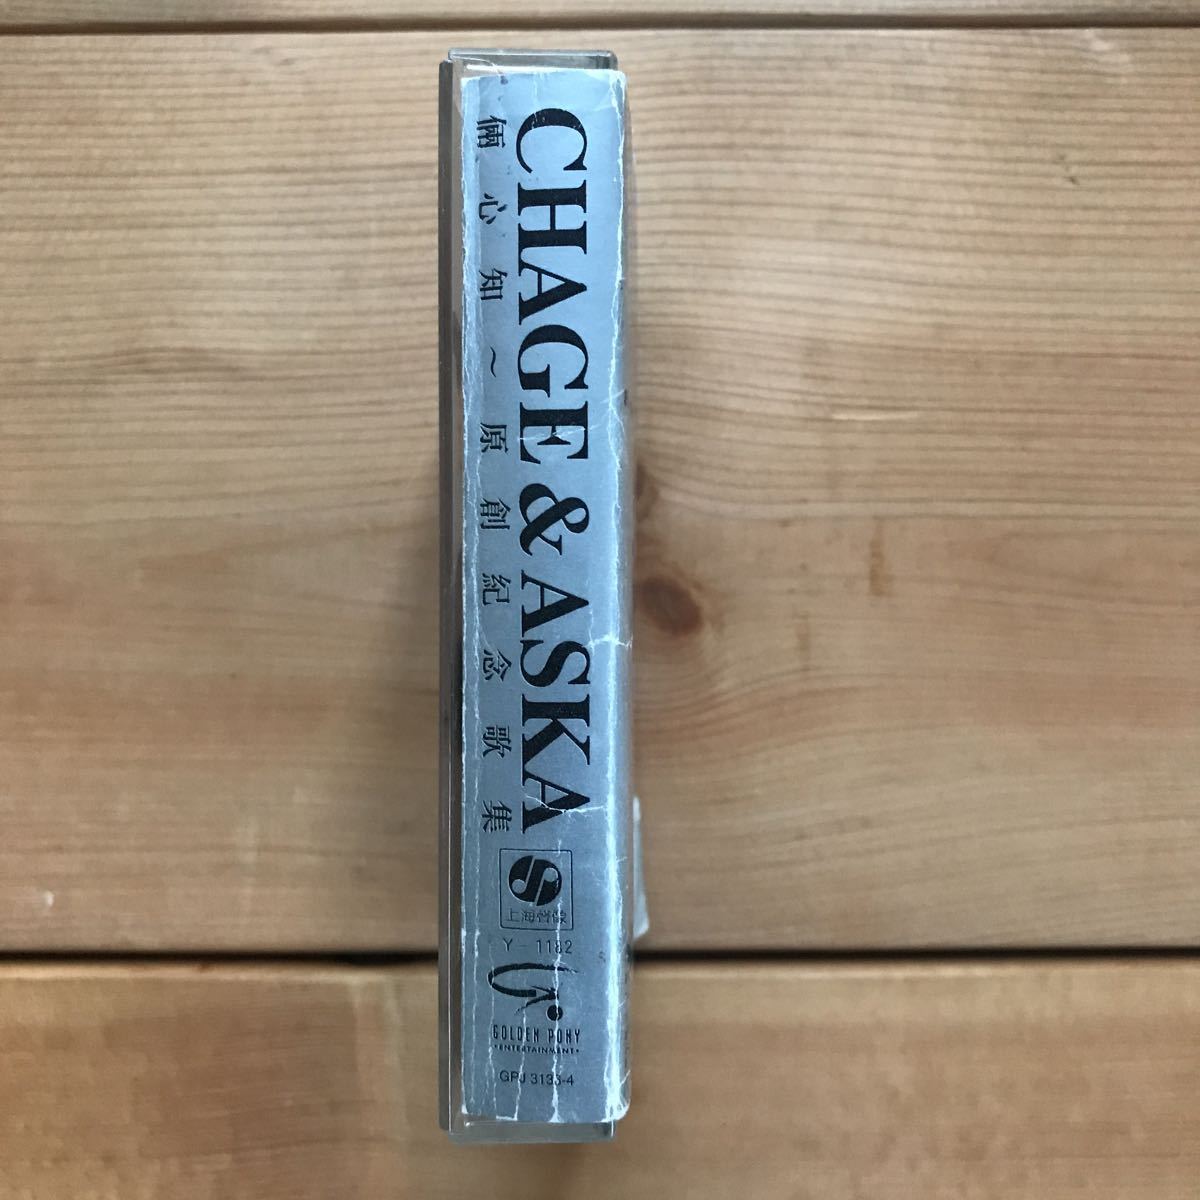 CHAGE & ASKA
倆心知~原創紀念歌集
上海音像
Y-1182
GOLDEN PONY
•ENTERTAINMENT•
GPJ 3133-4